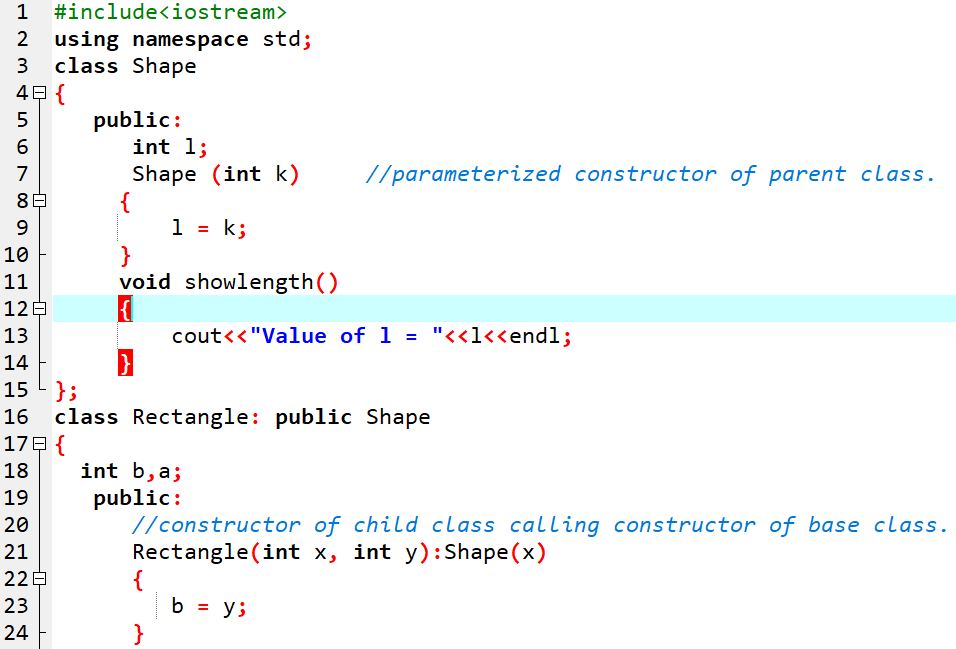 1 #include<iostream>
2 using namespace std;
3 class Shape
4 {
5 public:
6 int l;
7 Shape (int k) //parameterized constructor of parent class.
8 {
9 l = k;
10 }
11 void showlength()
12 {
13 cout<<"Value of l = "<<l<<endl;
14 }
15 };
16 class Rectangle: public Shape
17 {
18 int b,a;
19 public:
20 //constructor of child class calling constructor of base class.
21 Rectangle(int x, int y):Shape(x)
22 {
23 b = y;
24 }